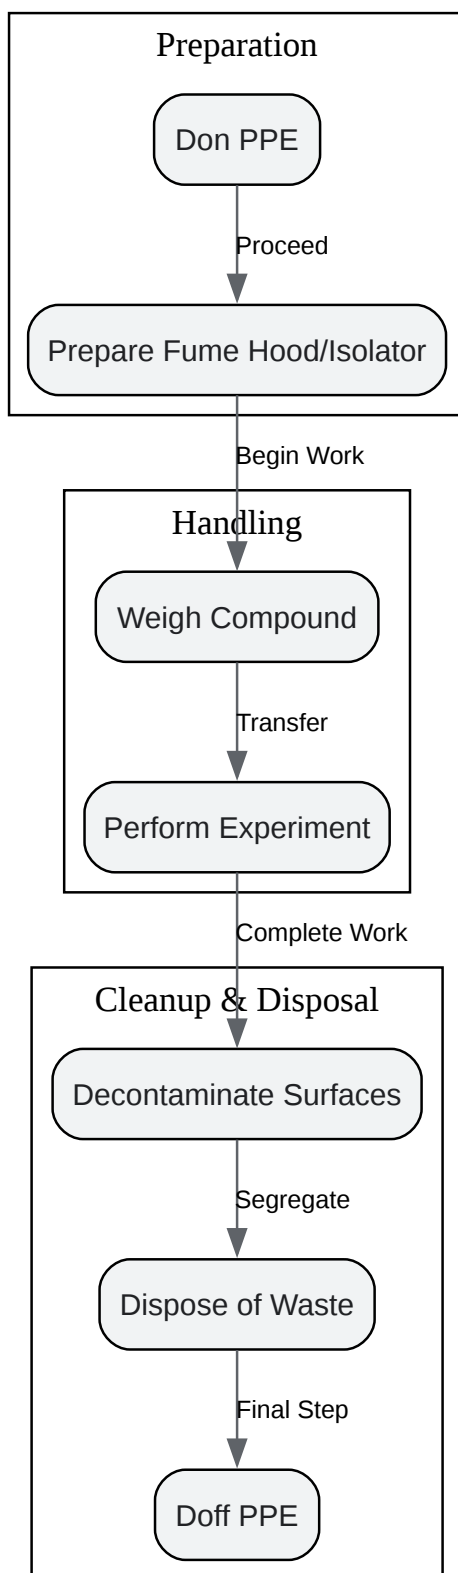 Preparation
Don PPE
Proceed
Prepare Fume Hood/Isolator
Begin Work
Handling
Weigh Compound
Transfer
Perform Experiment
Complete Work
Cleanup & Disposal
Decontaminate Surfaces
Segregate
Dispose of Waste
Final Step
Doff PPE